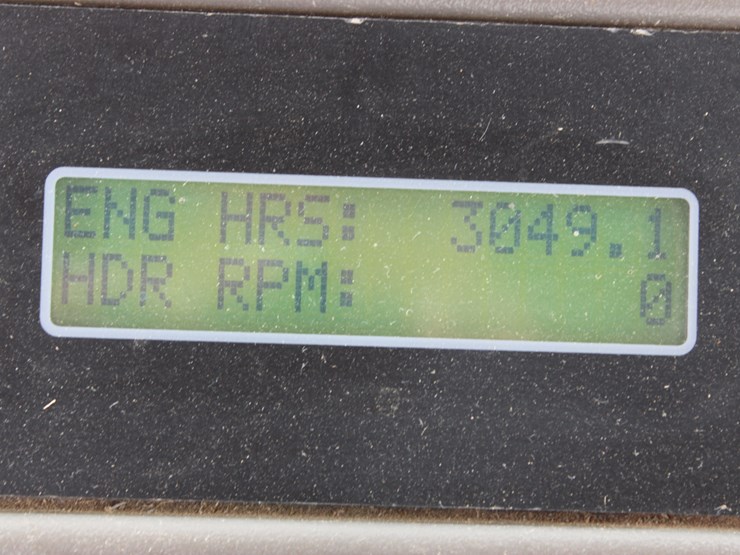 ENG HRS: 3049.1
HDR RPM: 0